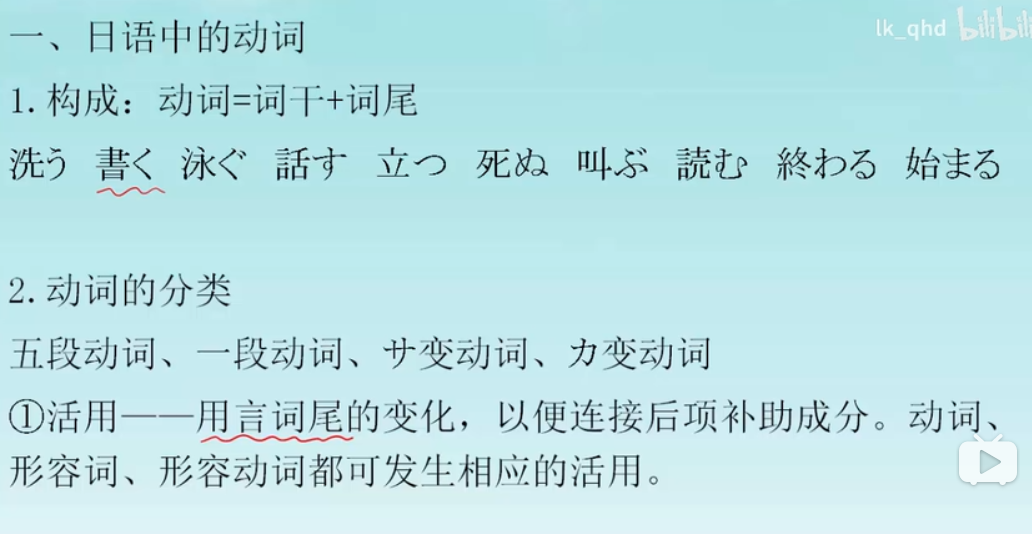 lk_qhd bilibili
一、日语中的动词
1.构成：动词=词干+词尾
洗う 書く 泳ぐ 話す 立つ 死ぬ 叫ぶ 読む 終わる 始まる
2.动词的分类
五段动词、一段动词、サ变动词、カ变动词
①活用——用言词尾的变化，以便连接后项补助成分。动词、
形容词、形容动词都可发生相应的活用。